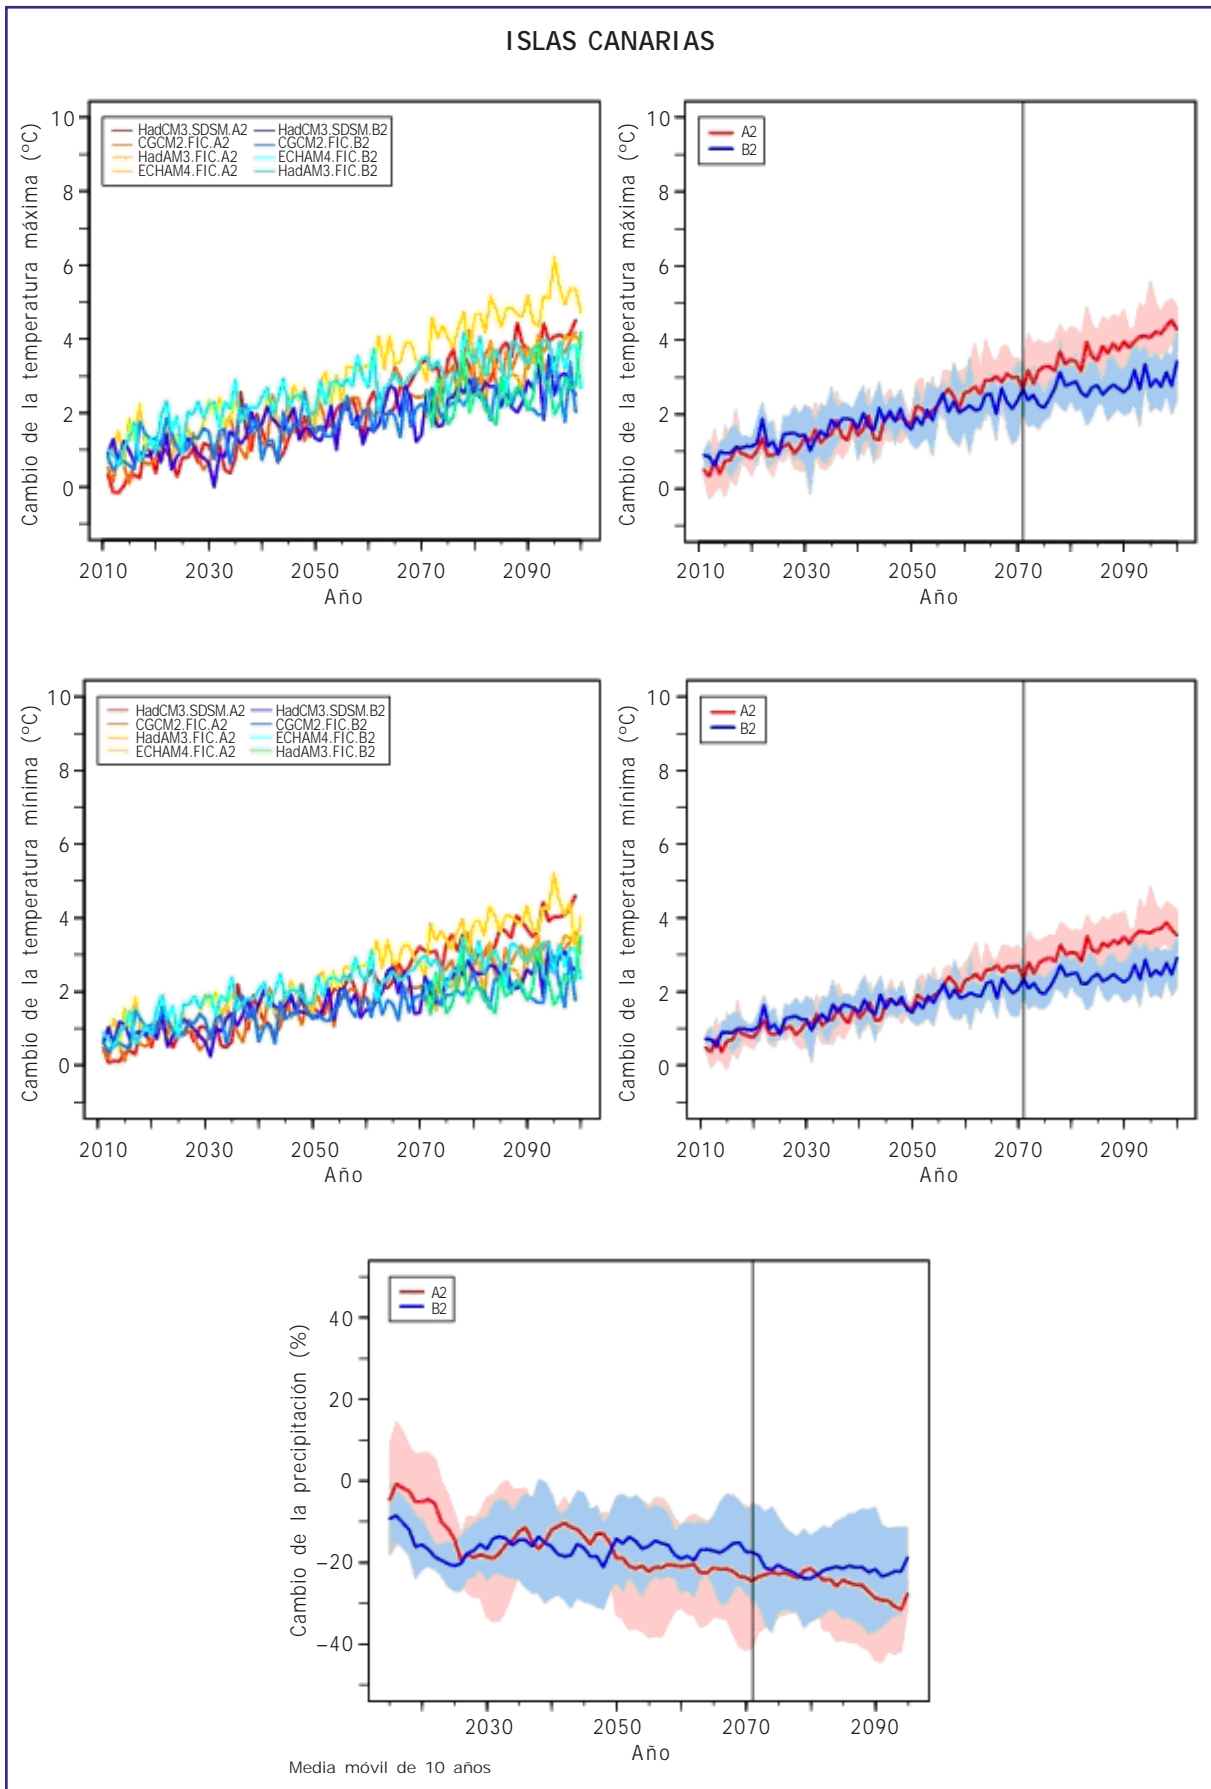 ISLAS CANARIAS
Cambio de la temperatura máxima (°C)
10
8
6
4
2
0
HadCM3.SDSM.A2
CGCM2.FIC.A2
HadAM3.FIC.A2
ECHAM4.FIC.A2
HadCM3.SDSM.B2
CGCM2.FIC.B2
ECHAM4.FIC.B2
HadAM3.FIC.B2
2010 2030 2050 2070 2090
Año
Cambio de la temperatura máxima (°C)
10
8
6
4
2
0
A2
B2
2010 2030 2050 2070 2090
Año
Cambio de la temperatura mínima (°C)
10
8
6
4
2
0
HadCM3.SDSM.A2
CGCM2.FIC.A2
HadAM3.FIC.A2
ECHAM4.FIC.A2
HadCM3.SDSM.B2
CGCM2.FIC.B2
ECHAM4.FIC.B2
HadAM3.FIC.B2
2010 2030 2050 2070 2090
Año
Cambio de la temperatura mínima (°C)
10
8
6
4
2
0
A2
B2
2010 2030 2050 2070 2090
Año
Cambio de la precipitación (%)
40
20
0
−20
−40
A2
B2
2030 2050 2070 2090
Año
Media móvil de 10 años